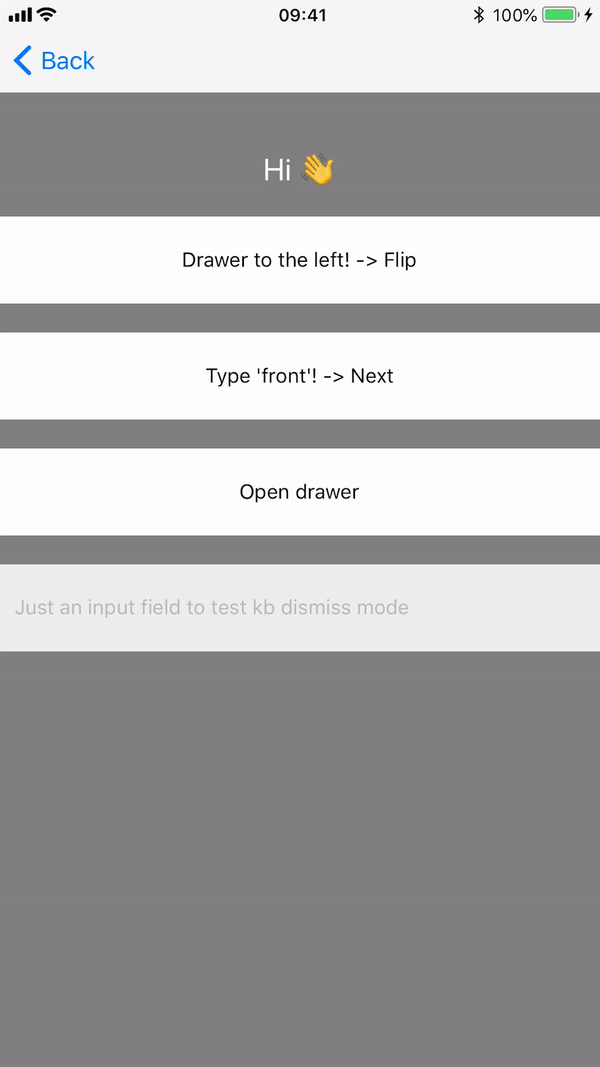 09:41
100%
Back
Hi 👋
Drawer to the left! -> Flip
Type 'front'! -> Next
Open drawer
Just an input field to test kb dismiss mode